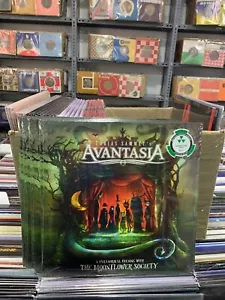 TOBIAS SAMMET'S
AVANTASIA
A PARANORMAL EVENING WITH
THE MOONFLOWER SOCIETY